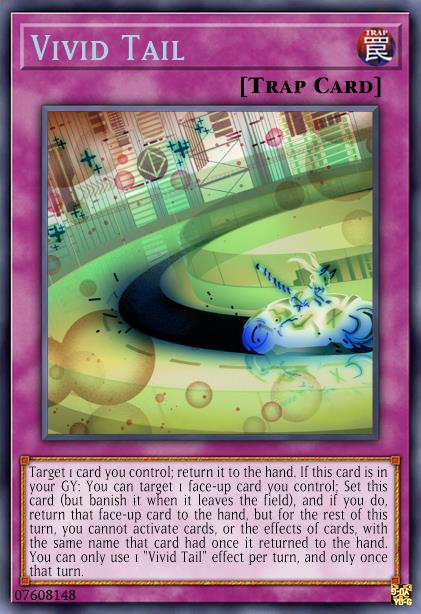 Vivid Tail
TRAP
罠
[Trap Card]
Target 1 card you control; return it to the hand. If this card is in
your GY: You can target 1 face-up card you control; Set this
card (but banish it when it leaves the field), and if you do,
return that face-up card to the hand, but for the rest of this
turn, you cannot activate cards, or the effects of cards, with
the same name that card had once it returned to the hand.
You can only use 1 "Vivid Tail" effect per turn, and only once
that turn.
07608148